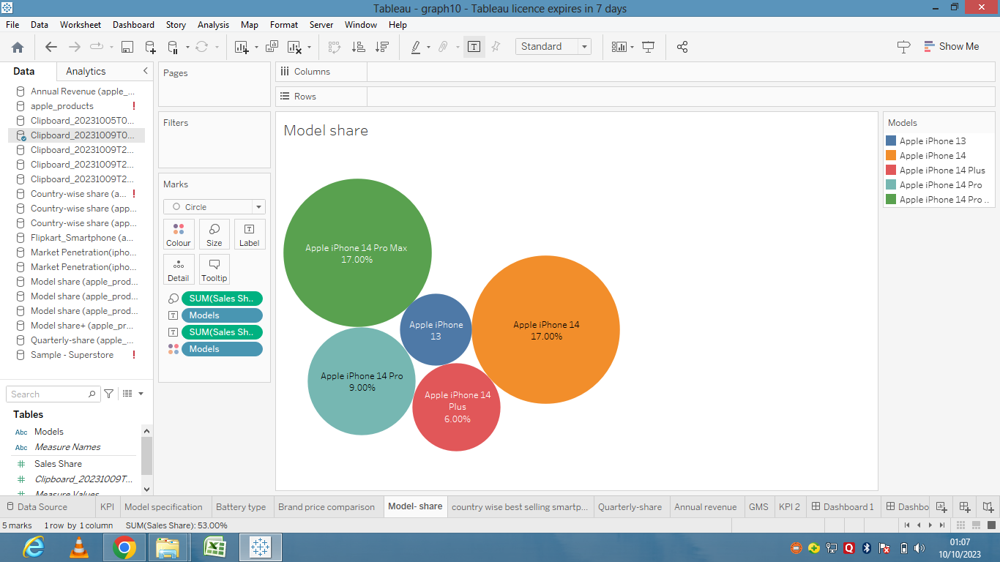 Tableau - graph10 - Tableau licence expires in 7 days
File Data Worksheet Dashboard Story Analysis Map Format Server Window Help
Standard
Show Me
Data
Analytics
Annual Revenue (apple_...
apple_products
Clipboard_20231005T0...
Clipboard_20231009T0...
Clipboard_20231009T2...
Clipboard_20231009T2...
Clipboard_20231009T2...
Country-wise share (a...
Country-wise share (app...
Country-wise share (app...
Flipkart_Smartphone (a...
Market Penetration(ipho...
Market Penetration(ipho...
Model share (apple_prod...
Model share (apple_prod...
Model share (apple_prod...
Model share+ (apple_pr...
Quarterly-share (apple_...
Sample - Superstore
Search
Tables
Abc Models
Abc Measure Names
# Sales Share
# Clipboard_20231009T...
# Measure Values
Pages
Filters
Marks
Circle
Colour
Size
Label
Detail
Tooltip
SUM(Sales Sh..
Models
SUM(Sales Sh..
Models
Columns
Rows
Model share
Apple iPhone 14 Pro Max
17.00%
Apple iPhone
13
Apple iPhone 14
17.00%
Apple iPhone 14 Pro
9.00%
Apple iPhone 14
Plus
6.00%
Models
Apple iPhone 13
Apple iPhone 14
Apple iPhone 14 Plus
Apple iPhone 14 Pro
Apple iPhone 14 Pro ..
Data Source
KPI
Model specification
Battery type
Brand price comparison
Model- share
country wise best selling smartp...
Quarterly-share
Annual revenue
GMS
KPI 2
Dashboard 1
Dashbo
5 marks 1 row by 1 column SUM(Sales Share): 53.00%
01:07
10/10/2023